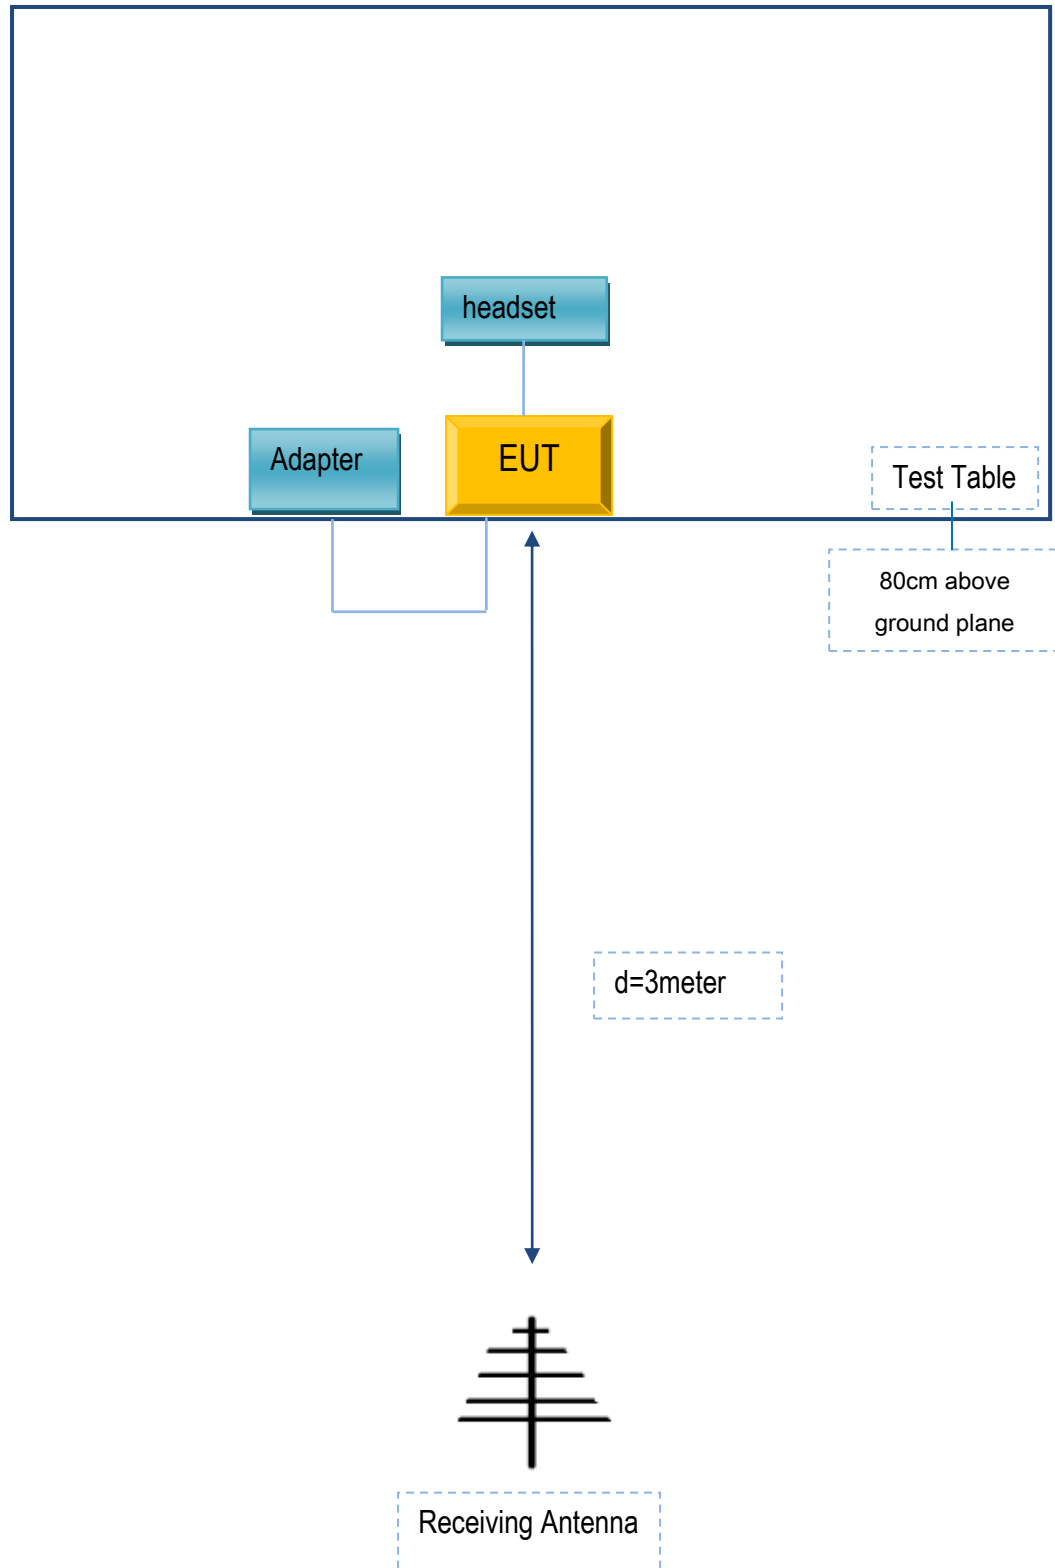 headset
Adapter
EUT
Test Table
80cm above
ground plane
d=3meter
Receiving Antenna